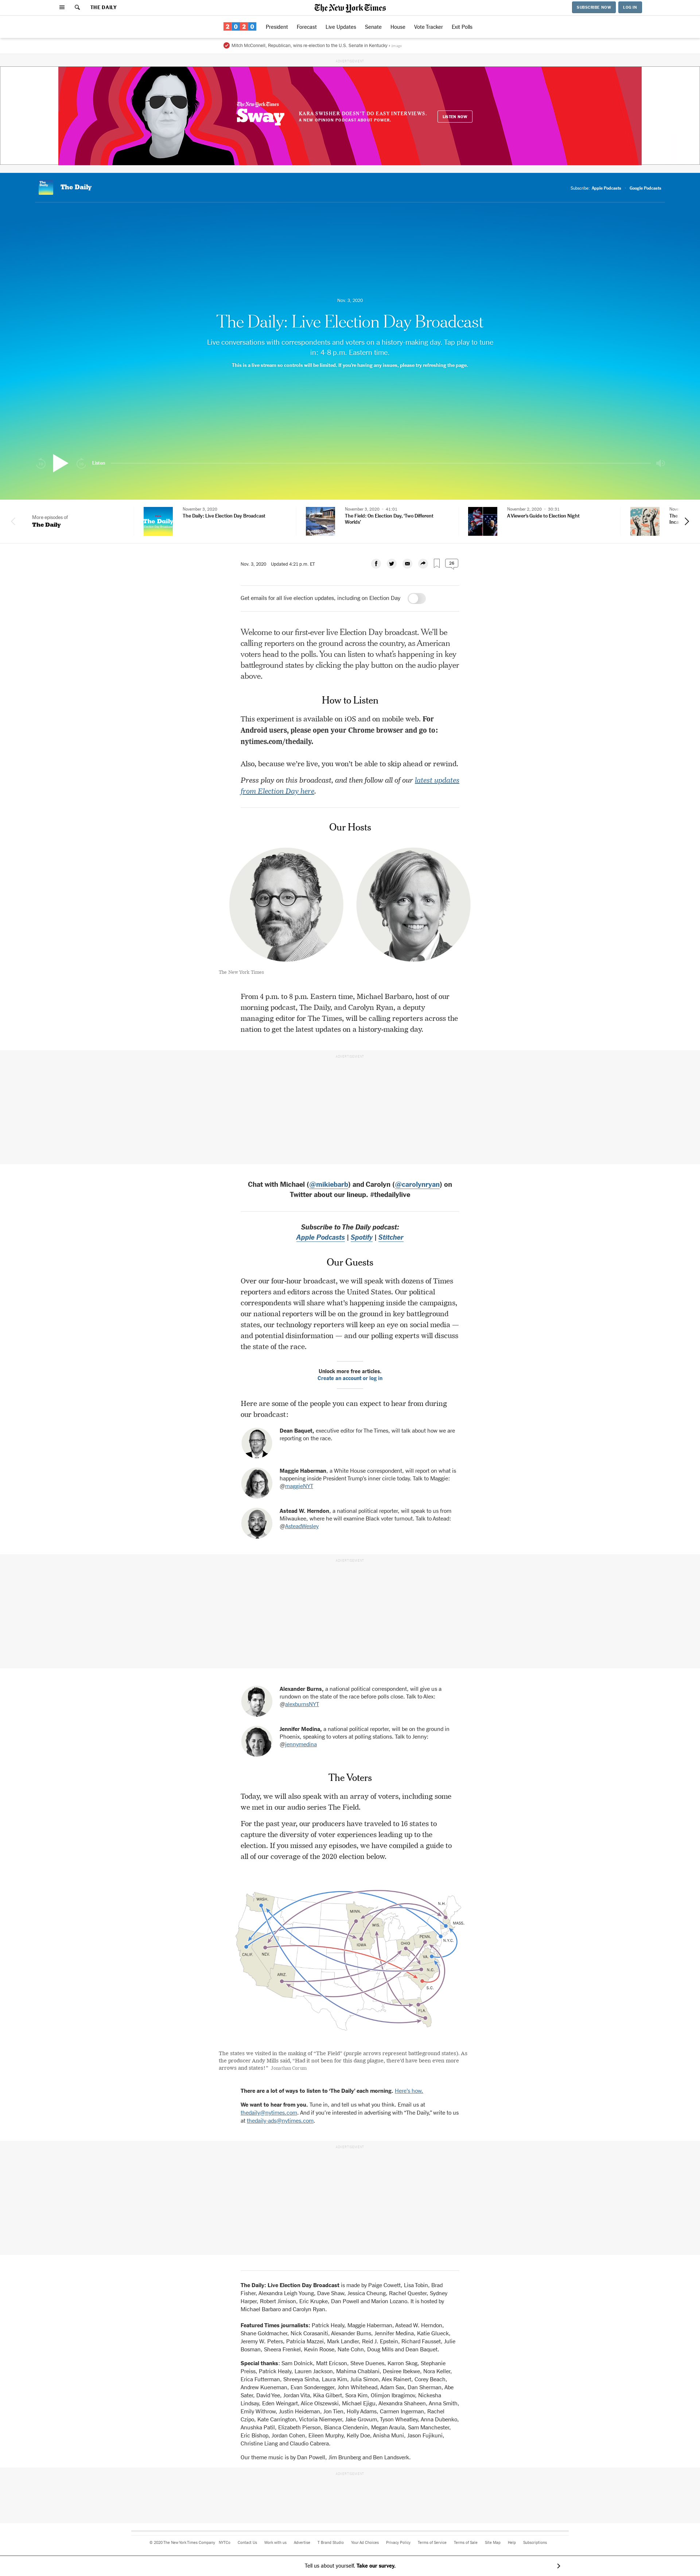 THE DAILY
The New York Times
SUBSCRIBE NOW
LOG IN
2020
President
Forecast
Live Updates
Senate
House
Vote Tracker
Exit Polls
Mitch McConnell, Republican, wins re-election to the U.S. Senate in Kentucky
The New York Times
Sway
KARA SWISHER DOESN'T DO EASY INTERVIEWS.
A NEW OPINION PODCAST ABOUT POWER.
LISTEN NOW
The Daily
Subscribe:
Apple Podcasts
Google Podcasts
Nov. 3, 2020
The Daily: Live Election Day Broadcast
Live conversations with correspondents and voters on a history-making day. Tap play to tune
in: 4-8 p.m. Eastern time.
This is a live stream so controls will be limited. If you're having any issues, please try refreshing the page.
Listen
More episodes of
The Daily
November 3, 2020
The Daily: Live Election Day Broadcast
November 3, 2020 · 41:01
The Field: On Election Day, 'Two Different
Worlds'
November 2, 2020 · 30:31
A Viewer's Guide to Election Night
Nov. 3, 2020 Updated 4:21 p.m. ET
26
Get emails for all live election updates, including on Election Day
Welcome to our first-ever live Election Day broadcast. We'll be
calling reporters on the ground across the country, as American
voters head to the polls. You can listen to what's happening in key
battleground states by clicking the play button on the audio player
above.
How to Listen
This experiment is available on iOS and on mobile web. For
Android users, please open your Chrome browser and go to:
nytimes.com/thedaily.
Also, because we're live, you won't be able to skip ahead or rewind.
Press play on this broadcast, and then follow all of our latest updates
from Election Day here.
Our Hosts
The New York Times
From 4 p.m. to 8 p.m. Eastern time, Michael Barbaro, host of our
morning podcast, The Daily, and Carolyn Ryan, a deputy
managing editor for The Times, will be calling reporters across the
nation to get the latest updates on a history-making day.
ADVERTISEMENT
Chat with Michael (@mikiebarb) and Carolyn (@carolynryan) on
Twitter about our lineup. #thedailylive
Subscribe to The Daily podcast:
Apple Podcasts | Spotify | Stitcher
Our Guests
Over our four-hour broadcast, we will speak with dozens of Times
reporters and editors across the United States. Our political
correspondents will share what's happening inside the campaigns,
our national reporters will be on the ground in key battleground
states, our technology reporters will keep an eye on social media —
and potential disinformation — and our polling experts will discuss
the state of the race.
Unlock more free articles.
Create an account or log in
Here are some of the people you can expect to hear from during
our broadcast:
Dean Baquet, executive editor for The Times, will talk about how we are
reporting on the race.
Maggie Haberman, a White House correspondent, will report on what is
happening inside President Trump's inner circle today. Talk to Maggie:
@maggieNYT
Astead W. Herndon, a national political reporter, will speak to us from
Milwaukee, where he will examine Black voter turnout. Talk to Astead:
@AsteadWesley
ADVERTISEMENT
Alexander Burns, a national political correspondent, will give us a
rundown on the state of the race before polls close. Talk to Alex:
@alexburnsNYT
Jennifer Medina, a national political reporter, will be on the ground in
Phoenix, speaking to voters at polling stations. Talk to Jenny:
@jennymedina
The Voters
Today, we will also speak with an array of voters, including some
we met in our audio series The Field.
For the past year, our producers have traveled to 16 states to
capture the diversity of voter experiences leading up to the
election. If you missed any episodes, we have compiled a guide to
all of our coverage of the 2020 election below.
WASH.
N.H.
MINN.
MASS.
WIS.
PENN.
N.Y.C.
IOWA
OHIO
CALIF.
NEV.
VA.
N.C.
ARIZ.
S.C.
FLA.
The states we visited in the making of "The Field" (purple arrows represent battleground states). As
the producer Andy Mills said, "Had it not been for this dang plague, there'd have been even more
arrows and states!" Jonathan Corum
There are a lot of ways to listen to 'The Daily' each morning. Here's how.
We want to hear from you. Tune in, and tell us what you think. Email us at
thedaily@nytimes.com. And if you're interested in advertising with "The Daily," write to us
at thedaily-ads@nytimes.com.
ADVERTISEMENT
The Daily: Live Election Day Broadcast is made by Paige Cowett, Lisa Tobin, Brad
Fisher, Alexandra Leigh Young, Dave Shaw, Jessica Cheung, Rachel Quester, Sydney
Harper, Robert Jimison, Eric Krupke, Dan Powell and Marion Lozano. It is hosted by
Michael Barbaro and Carolyn Ryan.
Featured Times journalists: Patrick Healy, Maggie Haberman, Astead W. Herndon,
Shane Goldmacher, Nick Corasaniti, Alexander Burns, Jennifer Medina, Katie Glueck,
Jeremy W. Peters, Patricia Mazzei, Mark Landler, Reid J. Epstein, Richard Fausset, Julie
Bosman, Sheera Frenkel, Kevin Roose, Nate Cohn, Doug Mills and Dean Baquet.
Special thanks: Sam Dolnick, Matt Ericson, Steve Duenes, Karron Skog, Stephanie
Preiss, Patrick Healy, Lauren Jackson, Mahima Chablani, Desiree Ibekwe, Nora Keller,
Erica Futterman, Shreeya Sinha, Laura Kim, Julia Simon, Alex Rainert, Corey Beach,
Andrew Kueneman, Evan Sonderegger, John Whitehead, Adam Sax, Dan Sherman, Abe
Sater, David Yee, Jordan Vita, Kika Gilbert, Sora Kim, Olimjon Ibragimov, Nickesha
Lindsay, Eden Weingart, Alice Olszewski, Michael Ejigu, Alexandra Shaheen, Anna Smith,
Emily Withrow, Justin Heideman, Jon Tien, Holly Adams, Carmen Ingerman, Rachel
Czipo, Kate Carrington, Victoria Niemeyer, Jake Grovum, Tyson Wheatley, Anna Dubenko,
Anushka Patil, Elizabeth Pierson, Bianca Clendenin, Megan Araula, Sam Manchester,
Eric Bishop, Jordan Cohen, Eileen Murphy, Kelly Doe, Anisha Muni, Jason Fujikuni,
Christine Liang and Claudio Cabrera.
Our theme music is by Dan Powell, Jim Brunberg and Ben Landsverk.
ADVERTISEMENT
© 2020 The New York Times Company
NYTCo
Contact Us
Work with us
Advertise
T Brand Studio
Your Ad Choices
Privacy Policy
Terms of Service
Terms of Sale
Site Map
Help
Subscriptions
Tell us about yourself. Take our survey.